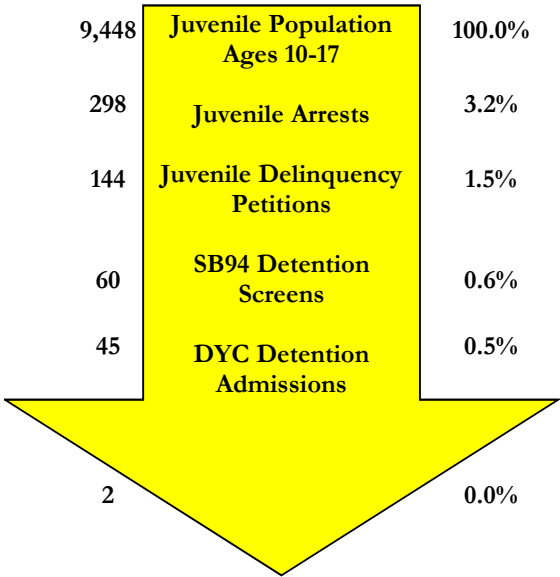 9,448 Juvenile Population 100.0%
Ages 10-17
298 Juvenile Arrests 3.2%
144 Juvenile Delinquency 1.5%
Petitions
60 SB94 Detention 0.6%
Screens
45 DYC Detention 0.5%
Admissions
2 0.0%